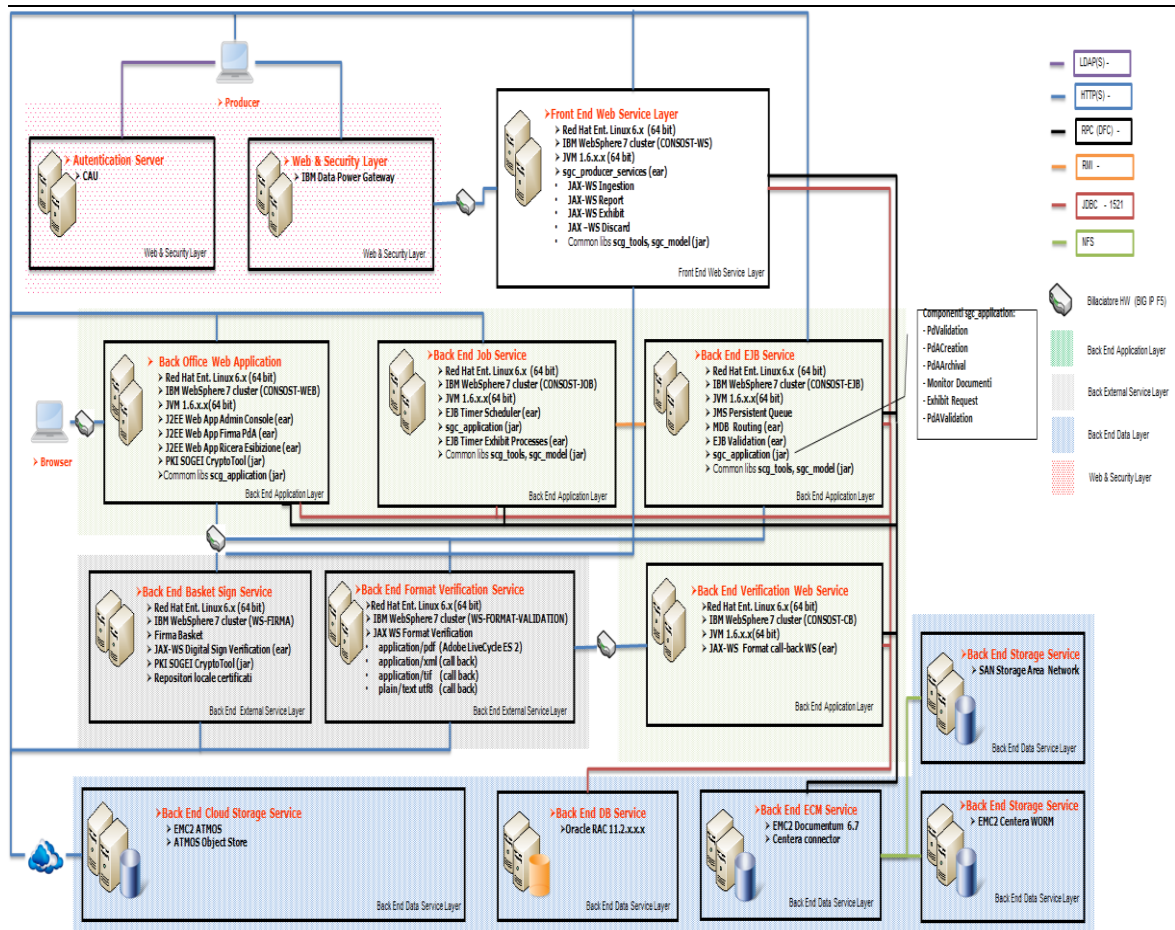 LDAP(S) -
HTTP(S) -
RPC (DFC) -
RMI -
JDBC - 1521
NFS
Billaciatore HW (BIG IP F5)
Back End Application Layer
Back External Service Layer
Back End Data Layer
Web & Security Layer
Producer
Autentication Server
CAU
Web & Security Layer
Web & Security Layer
IBM Data Power Gateway
Web & Security Layer
Front End Web Service Layer
Red Hat Ent. Linux 6.x (64 bit)
IBM WebSphere 7 cluster (CONSOST-WS)
JVM 1.6.x.x (64 bit)
sgc_producer_services (ear)
JAX-WS Ingestion
JAX-WS Report
JAX-WS Exhibit
JAX –WS Discard
Common libs scg_tools, sgc_model (jar)
Front End Web Service Layer
Componenti sgc_application:
- PdValidation
- PdACreation
- PdAArchival
- Monitor Documenti
- Exhibit Request
- PdAValidation
Browser
Back Office Web Application
Red Hat Ent. Linux 6.x (64 bit)
IBM WebSphere 7 cluster (CONSOST-WEB)
JVM 1.6.x.x(64 bit)
J2EE Web App Admin Console (ear)
J2EE Web App Firma PdA (ear)
J2EE Web App Ricera Esibizione (ear)
PKI SOGEI CryptoTool (jar)
Common libs scg_application (jar)
Back End Application Layer
Back End Job Service
Red Hat Ent. Linux 6.x (64 bit)
IBM WebSphere 7 cluster (CONSOST-JOB)
JVM 1.6.x.x(64 bit)
EJB Timer Scheduler (ear)
sgc_application (jar)
EJB Timer Exhibit Processes (ear)
Common libs scg_tools, sgc_model (jar)
Back End Application Layer
Back End EJB Service
Red Hat Ent. Linux 6.x (64 bit)
IBM WebSphere 7 cluster (CONSOST-EJB)
JVM 1.6.x.x (64 bit)
JMS Persistent Queue
MDB Routing (ear)
EJB Validation (ear)
sgc_application (jar)
Common libs scg_tools, sgc_model (jar)
Back End Application Layer
Back End Basket Sign Service
Red Hat Ent. Linux 6.x (64 bit)
IBM WebSphere 7 cluster (WS-FIRMA)
Firma Basket
JAX-WS Digital Sign Verification (ear)
PKI SOGEI CryptoTool (jar)
Repositori locale certificati
Back End External Service Layer
Back End Format Verification Service
Red Hat Ent. Linux 6.x (64 bit)
IBM WebSphere 7 cluster (WS-FORMAT-VALIDATION)
JAX WS Format Verification
application/pdf (Adobe LiveCycle ES 2)
application/xml (call back)
application/tif (call back)
plain/text utf8 (call back)
Back End External Service Layer
Back End Verification Web Service
Red Hat Ent. Linux 6.x (64 bit)
IBM WebSphere 7 cluster (CONSOST-CB)
JVM 1.6.x.x(64 bit)
JAX-WS Format call-back WS (ear)
Back End Application Layer
Back End Storage Service
SAN Storage Area Network
Back End Data Service Layer
Back End Cloud Storage Service
EMC2 ATMOS
ATMOS Object Store
Back End Data Service Layer
Back End DB Service
Oracle RAC 11.2.x.x.x
Back End Data Service Layer
Back End ECM Service
EMC2 Documentum 6.7
Centera connector
Back End Data Service Layer
Back End Storage Service
EMC2 Centera WORM
Back End Data Service Layer